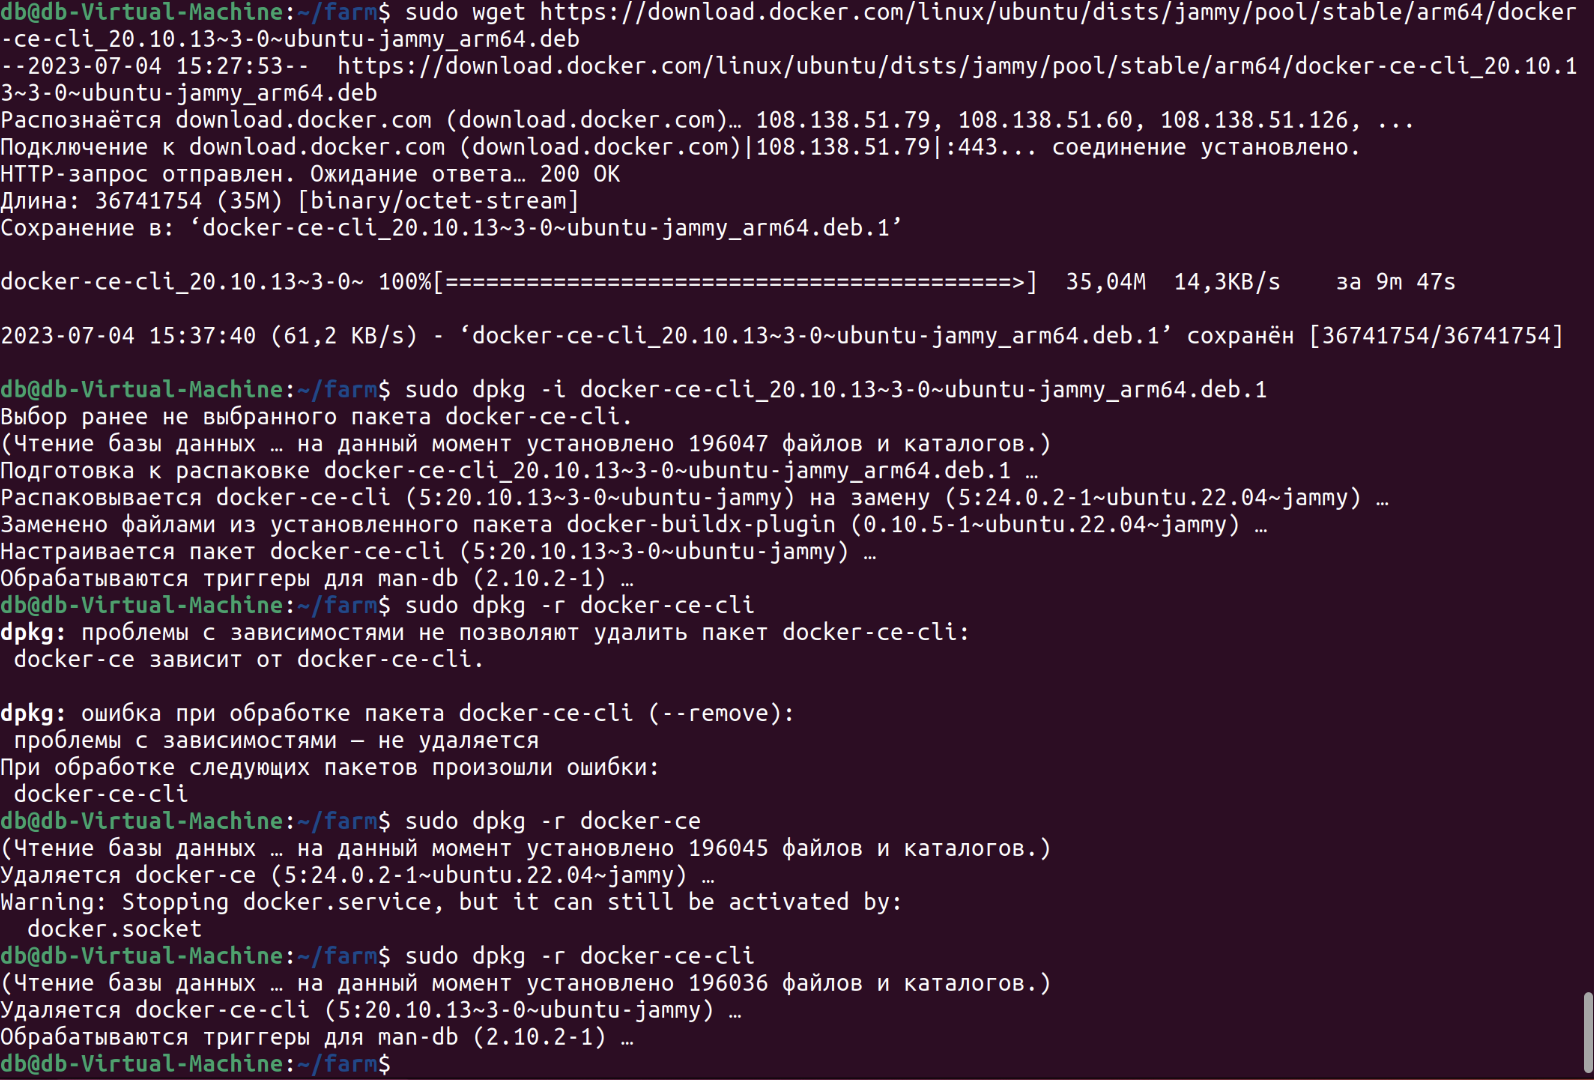 db@db-Virtual-Machine:~/farm$ sudo wget https://download.docker.com/linux/ubuntu/dists/jammy/pool/stable/arm64/docker
-ce-cli_20.10.13~3-0~ubuntu-jammy_arm64.deb
--2023-07-04 15:27:53--  https://download.docker.com/linux/ubuntu/dists/jammy/pool/stable/arm64/docker-ce-cli_20.10.1
3~3-0~ubuntu-jammy_arm64.deb
Распознаётся download.docker.com (download.docker.com)… 108.138.51.79, 108.138.51.60, 108.138.51.126, ...
Подключение к download.docker.com (download.docker.com)|108.138.51.79|:443... соединение установлено.
HTTP-запрос отправлен. Ожидание ответа… 200 OK
Длина: 36741754 (35M) [binary/octet-stream]
Сохранение в: ‘docker-ce-cli_20.10.13~3-0~ubuntu-jammy_arm64.deb.1’
docker-ce-cli_20.10.13~3-0~ 100%[==========================================>]  35,04M  14,3KB/s    за 9m 47s
2023-07-04 15:37:40 (61,2 KB/s) - ‘docker-ce-cli_20.10.13~3-0~ubuntu-jammy_arm64.deb.1’ сохранён [36741754/36741754]
db@db-Virtual-Machine:~/farm$ sudo dpkg -i docker-ce-cli_20.10.13~3-0~ubuntu-jammy_arm64.deb.1
Выбор ранее не выбранного пакета docker-ce-cli.
(Чтение базы данных … на данный момент установлено 196047 файлов и каталогов.)
Подготовка к распаковке docker-ce-cli_20.10.13~3-0~ubuntu-jammy_arm64.deb.1 …
Распаковывается docker-ce-cli (5:20.10.13~3-0~ubuntu-jammy) на замену (5:24.0.2-1~ubuntu.22.04~jammy) …
Заменено файлами из установленного пакета docker-buildx-plugin (0.10.5-1~ubuntu.22.04~jammy) …
Настраивается пакет docker-ce-cli (5:20.10.13~3-0~ubuntu-jammy) …
Обрабатываются триггеры для man-db (2.10.2-1) …
db@db-Virtual-Machine:~/farm$ sudo dpkg -r docker-ce-cli
dpkg: проблемы с зависимостями не позволяют удалить пакет docker-ce-cli:
 docker-ce зависит от docker-ce-cli.
dpkg: ошибка при обработке пакета docker-ce-cli (--remove):
 проблемы с зависимостями — не удаляется
При обработке следующих пакетов произошли ошибки:
 docker-ce-cli
db@db-Virtual-Machine:~/farm$ sudo dpkg -r docker-ce
(Чтение базы данных … на данный момент установлено 196045 файлов и каталогов.)
Удаляется docker-ce (5:24.0.2-1~ubuntu.22.04~jammy) …
Warning: Stopping docker.service, but it can still be activated by:
  docker.socket
db@db-Virtual-Machine:~/farm$ sudo dpkg -r docker-ce-cli
(Чтение базы данных … на данный момент установлено 196036 файлов и каталогов.)
Удаляется docker-ce-cli (5:20.10.13~3-0~ubuntu-jammy) …
Обрабатываются триггеры для man-db (2.10.2-1) …
db@db-Virtual-Machine:~/farm$